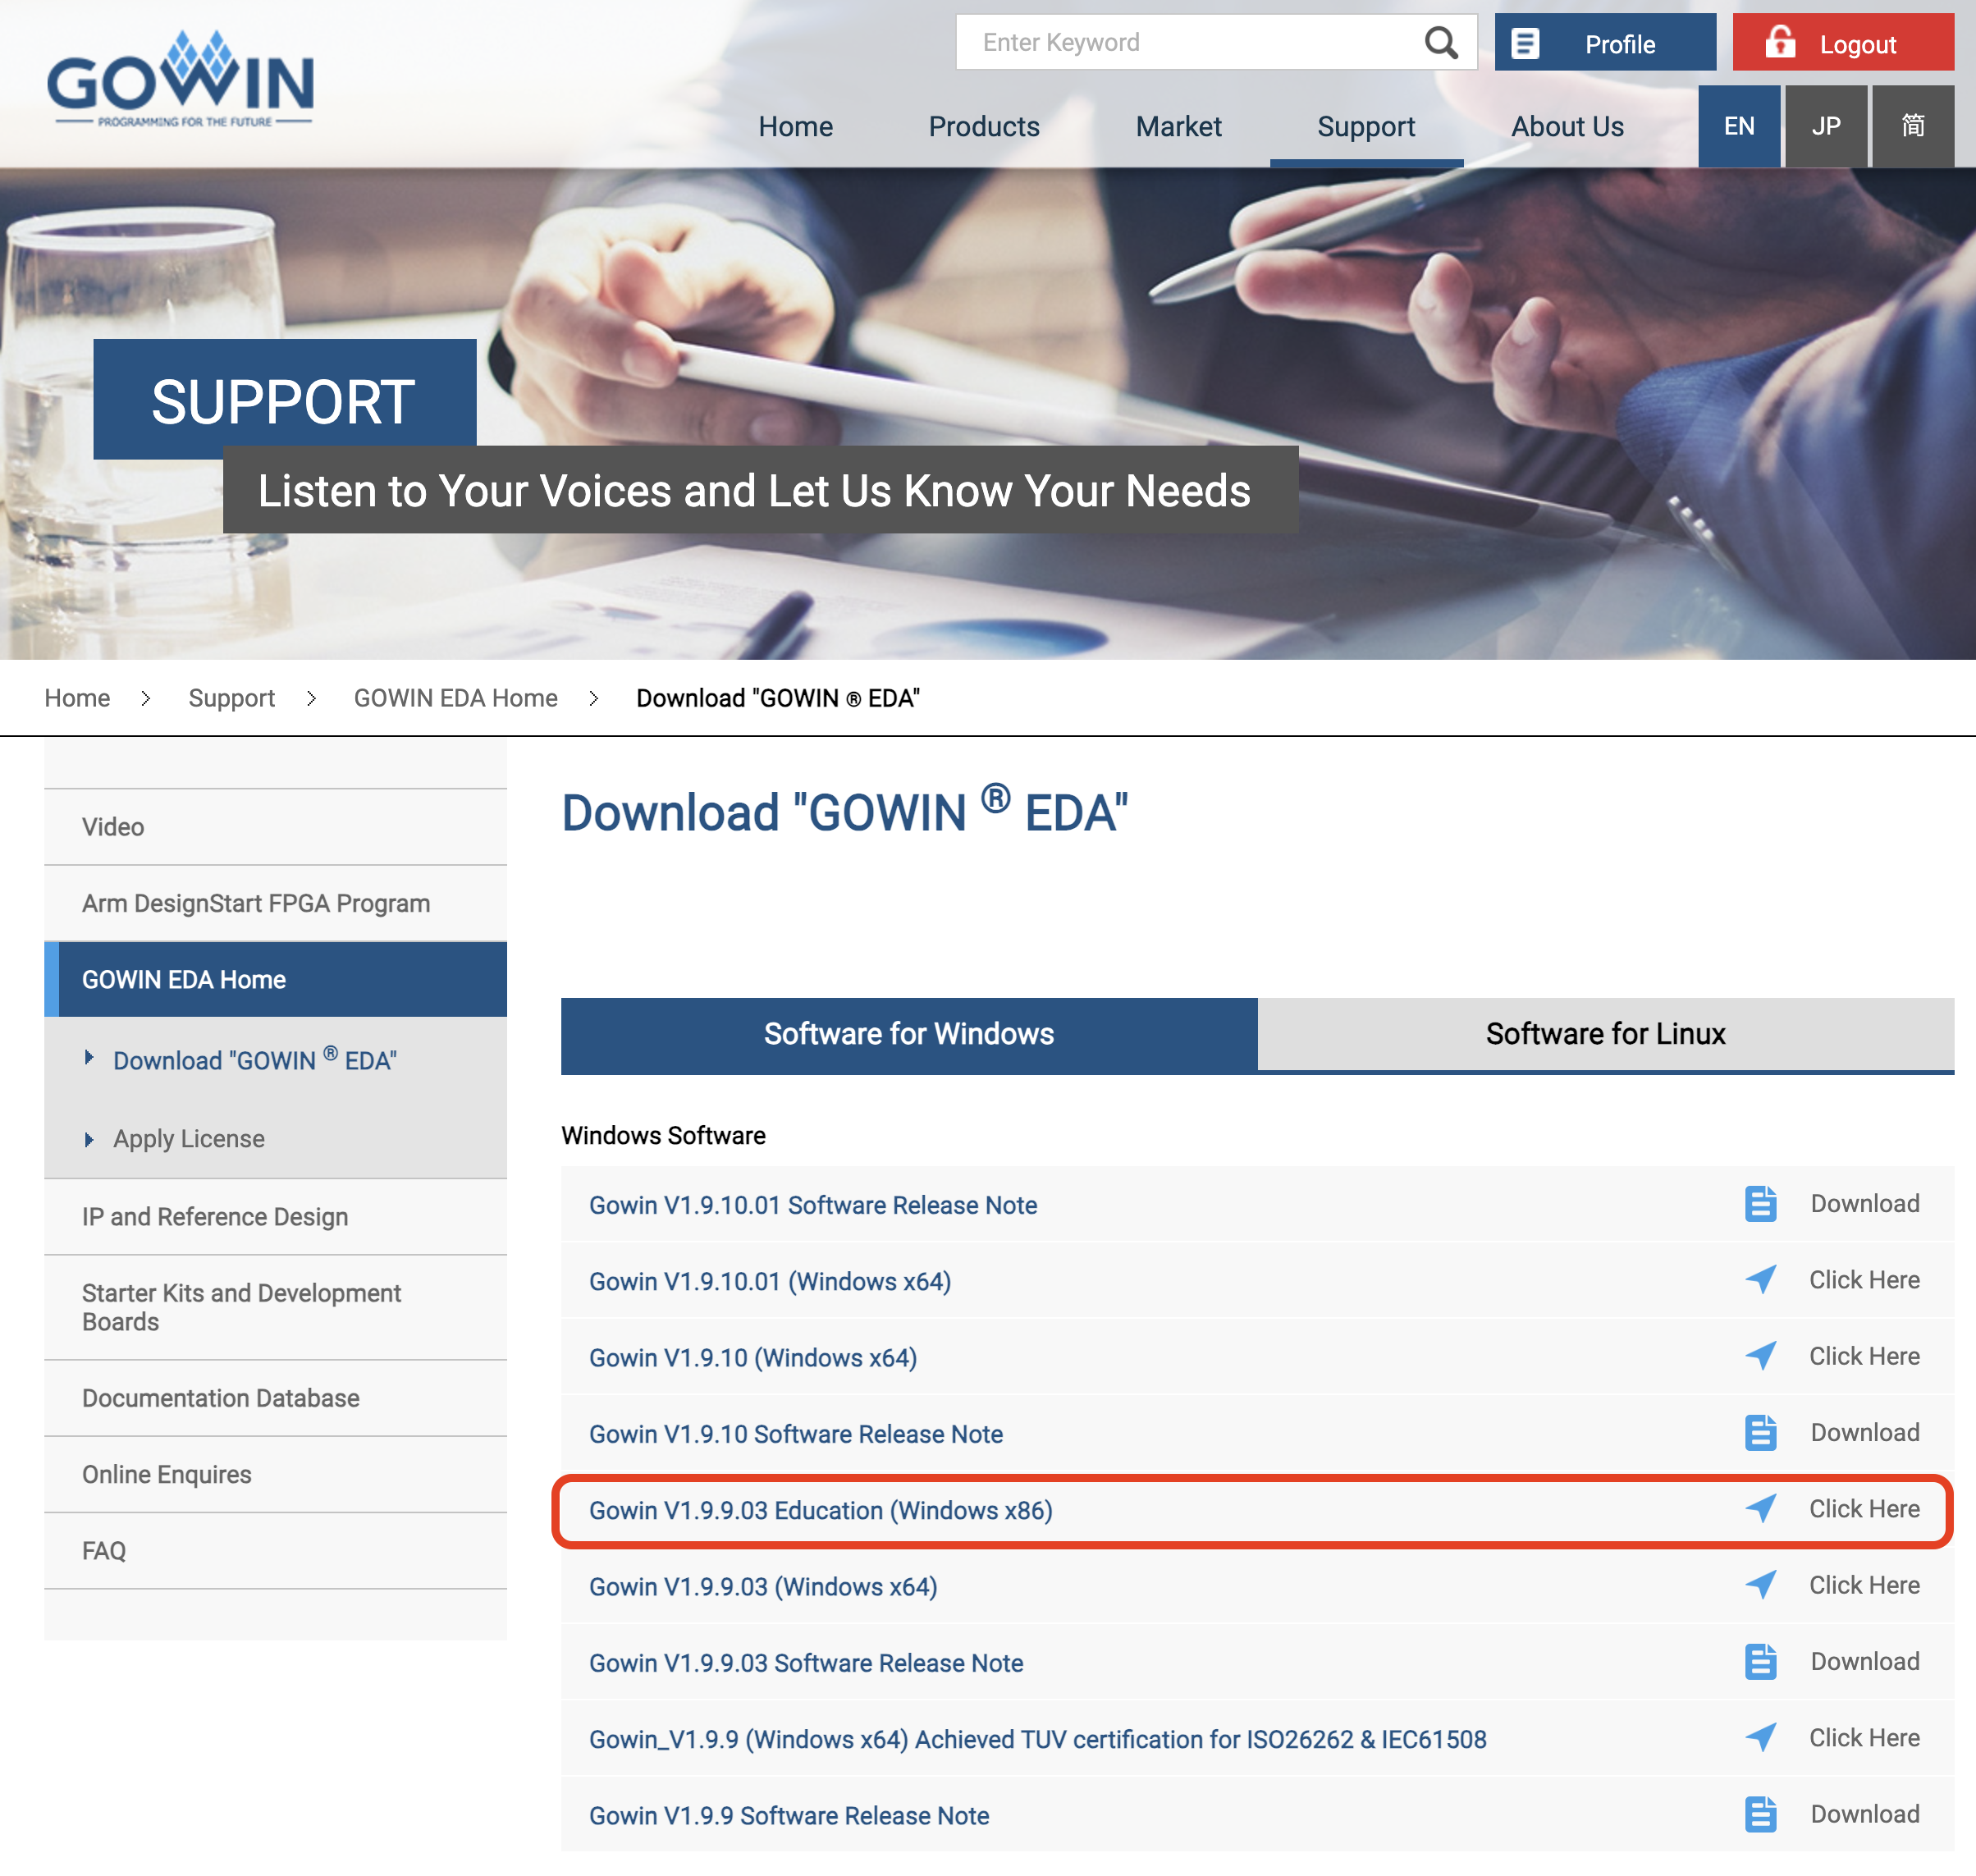 GOWIN
PROGRAMMING FOR THE FUTURE
Enter Keyword
Profile
Logout
Home
Products
Market
Support
About Us
EN
JP
简
SUPPORT
Listen to Your Voices and Let Us Know Your Needs
Home > Support > GOWIN EDA Home > Download "GOWIN ® EDA"
Video
Arm DesignStart FPGA Program
GOWIN EDA Home
Download "GOWIN ® EDA"
Apply License
IP and Reference Design
Starter Kits and Development
Boards
Documentation Database
Online Enquires
FAQ
Download "GOWIN ® EDA"
Software for Windows
Software for Linux
Windows Software
Gowin V1.9.10.01 Software Release Note Download
Gowin V1.9.10.01 (Windows x64) Click Here
Gowin V1.9.10 (Windows x64) Click Here
Gowin V1.9.10 Software Release Note Download
Gowin V1.9.9.03 Education (Windows x86) Click Here
Gowin V1.9.9.03 (Windows x64) Click Here
Gowin V1.9.9.03 Software Release Note Download
Gowin_V1.9.9 (Windows x64) Achieved TUV certification for ISO26262 & IEC61508 Click Here
Gowin V1.9.9 Software Release Note Download